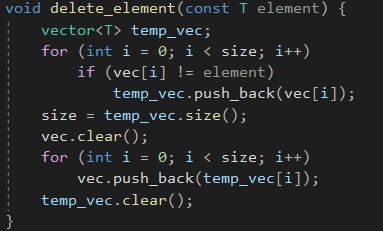 void delete_element(const T element) {
    vector<T> temp_vec;
    for (int i = 0; i < size; i++)
        if (vec[i] != element)
            temp_vec.push_back(vec[i]);
    size = temp_vec.size();
    vec.clear();
    for (int i = 0; i < size; i++)
        vec.push_back(temp_vec[i]);
    temp_vec.clear();
}